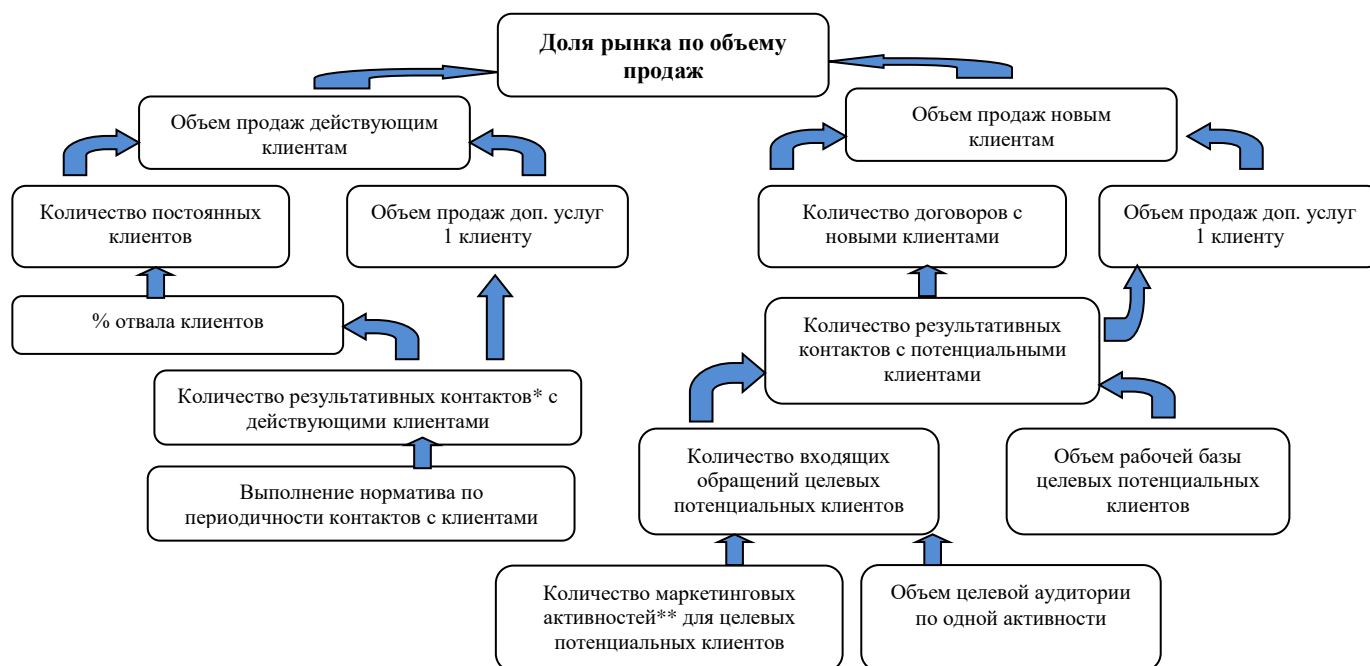 Доля рынка по объему
продаж
Объем продаж действующим
клиентам
Объем продаж новым
клиентам
Количество постоянных
клиентов
Объем продаж доп. услуг
1 клиенту
Количество договоров с
новыми клиентами
Объем продаж доп. услуг
1 клиенту
% отвала клиентов
Количество результативных
контактов с потенциальными
клиентами
Количество результативных контактов* с
действующими клиентами
Количество входящих
обращений целевых
потенциальных клиентов
Объем рабочей базы
целевых потенциальных
клиентов
Выполнение норматива по
периодичности контактов с клиентами
Количество маркетинговых
активностей** для целевых
потенциальных клиентов
Объем целевой аудитории
по одной активности